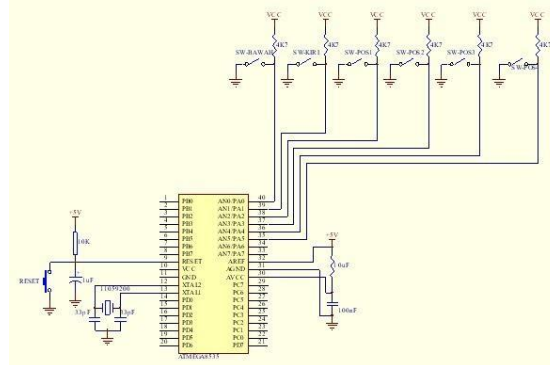 VCC VCC VCC VCC VCC VCC
4K7 4K7 4K7 4K7 4K7 4K7
SW-BAWAH SW-KIRI SW-POS1 SW-POS2 SW-POS3
1 PB0 AN0/PA0 40
2 PB1 AN1/PA1 39
3 PB2 AN2/PA2 38
4 PB3 AN3/PA3 37
5 PB4 AN4/PA4 36
6 PB5 AN5/PA5 35
7 PB6 AN6/PA6 34
8 PB7 AN7/PA7 33
9 RESET AREF 32
10 VCC AGND 31
11 GND AVCC 30
12 XTAL2 PC7 29
13 XTAL1 PC6 28
14 PD0 PC5 27
15 PD1 PC4 26
16 PD2 PC3 25
17 PD3 PC2 24
18 PD4 PC1 23
19 PD5 PC0 22
20 PD6 PD7 21
ATMEGA8535
+5V
10K
RESET
1uF
11059200
33pF 33pF
+5V
10uF
100nF